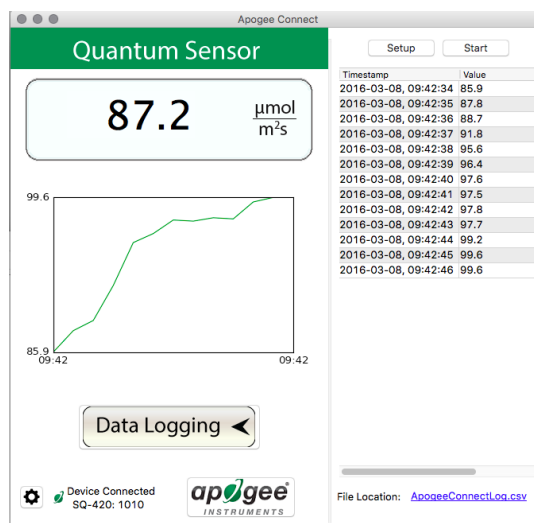 Apogee Connect
Quantum Sensor
87.2 µmol
m²s
99.6
85.9
09:42 09:42
Data Logging
Device Connected
SQ-420: 1010
apogee
INSTRUMENTS
Setup Start
Timestamp Value
2016-03-08, 09:42:34 85.9
2016-03-08, 09:42:35 87.8
2016-03-08, 09:42:36 88.7
2016-03-08, 09:42:37 91.8
2016-03-08, 09:42:38 95.6
2016-03-08, 09:42:39 96.4
2016-03-08, 09:42:40 97.6
2016-03-08, 09:42:41 97.5
2016-03-08, 09:42:42 97.8
2016-03-08, 09:42:43 97.7
2016-03-08, 09:42:44 99.2
2016-03-08, 09:42:45 99.6
2016-03-08, 09:42:46 99.6
File Location: ApogeeConnectLog.csv